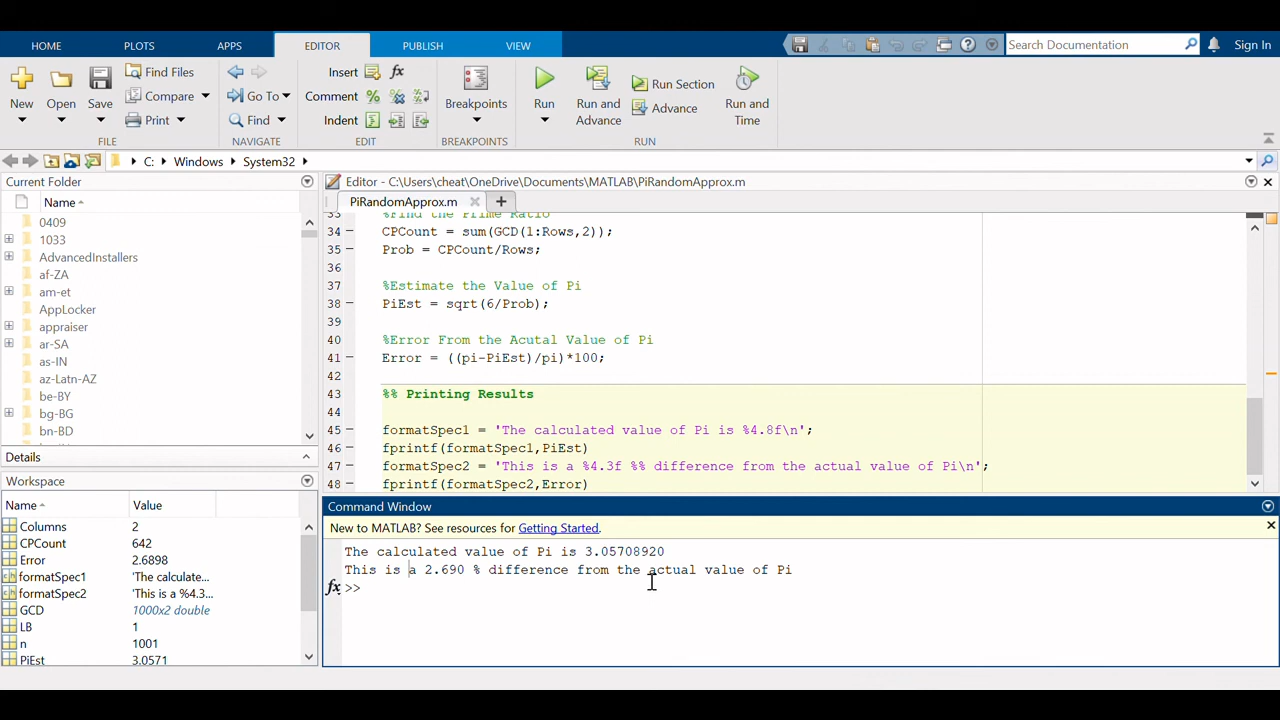 HOME PLOTS APPS EDITOR PUBLISH VIEW Search Documentation Sign In
New Open Save Find Files Compare Print
Insert fx Go To Comment % Find Indent
Breakpoints Run Run and Advance Run Section Advance Run and Time
FILE NAVIGATE EDIT BREAKPOINTS RUN
C: Windows System32
Current Folder
Name
0409
1033
AdvancedInstallers
af-ZA
am-et
AppLocker
appraiser
ar-SA
as-IN
az-Latn-AZ
be-BY
bg-BG
bn-BD
Details
Workspace
Name Value
Columns 2
CPCount 642
Error 2.6898
formatSpec1 'The calculate...
formatSpec2 'This is a %4.3...
GCD 1000x2 double
LB 1
n 1001
PiEst 3.0571
Editor - C:\Users\cheat\OneDrive\Documents\MATLAB\PiRandomApprox.m
PiRandomApprox.m
33 %Find the Prime Ratio
34 CPCount = sum(GCD(1:Rows,2));
35 Prob = CPCount/Rows;
36
37 %Estimate the Value of Pi
38 PiEst = sqrt(6/Prob);
39
40 %Error From the Acutal Value of Pi
41 Error = ((pi-PiEst)/pi)*100;
42
43 %% Printing Results
44
45 formatSpec1 = 'The calculated value of Pi is %4.8f\n';
46 fprintf(formatSpec1,PiEst)
47 formatSpec2 = 'This is a %4.3f %% difference from the actual value of Pi\n';
48 fprintf(formatSpec2,Error)
Command Window
New to MATLAB? See resources for Getting Started.
The calculated value of Pi is 3.05708920
This is a 2.690 % difference from the actual value of Pi
fx >>